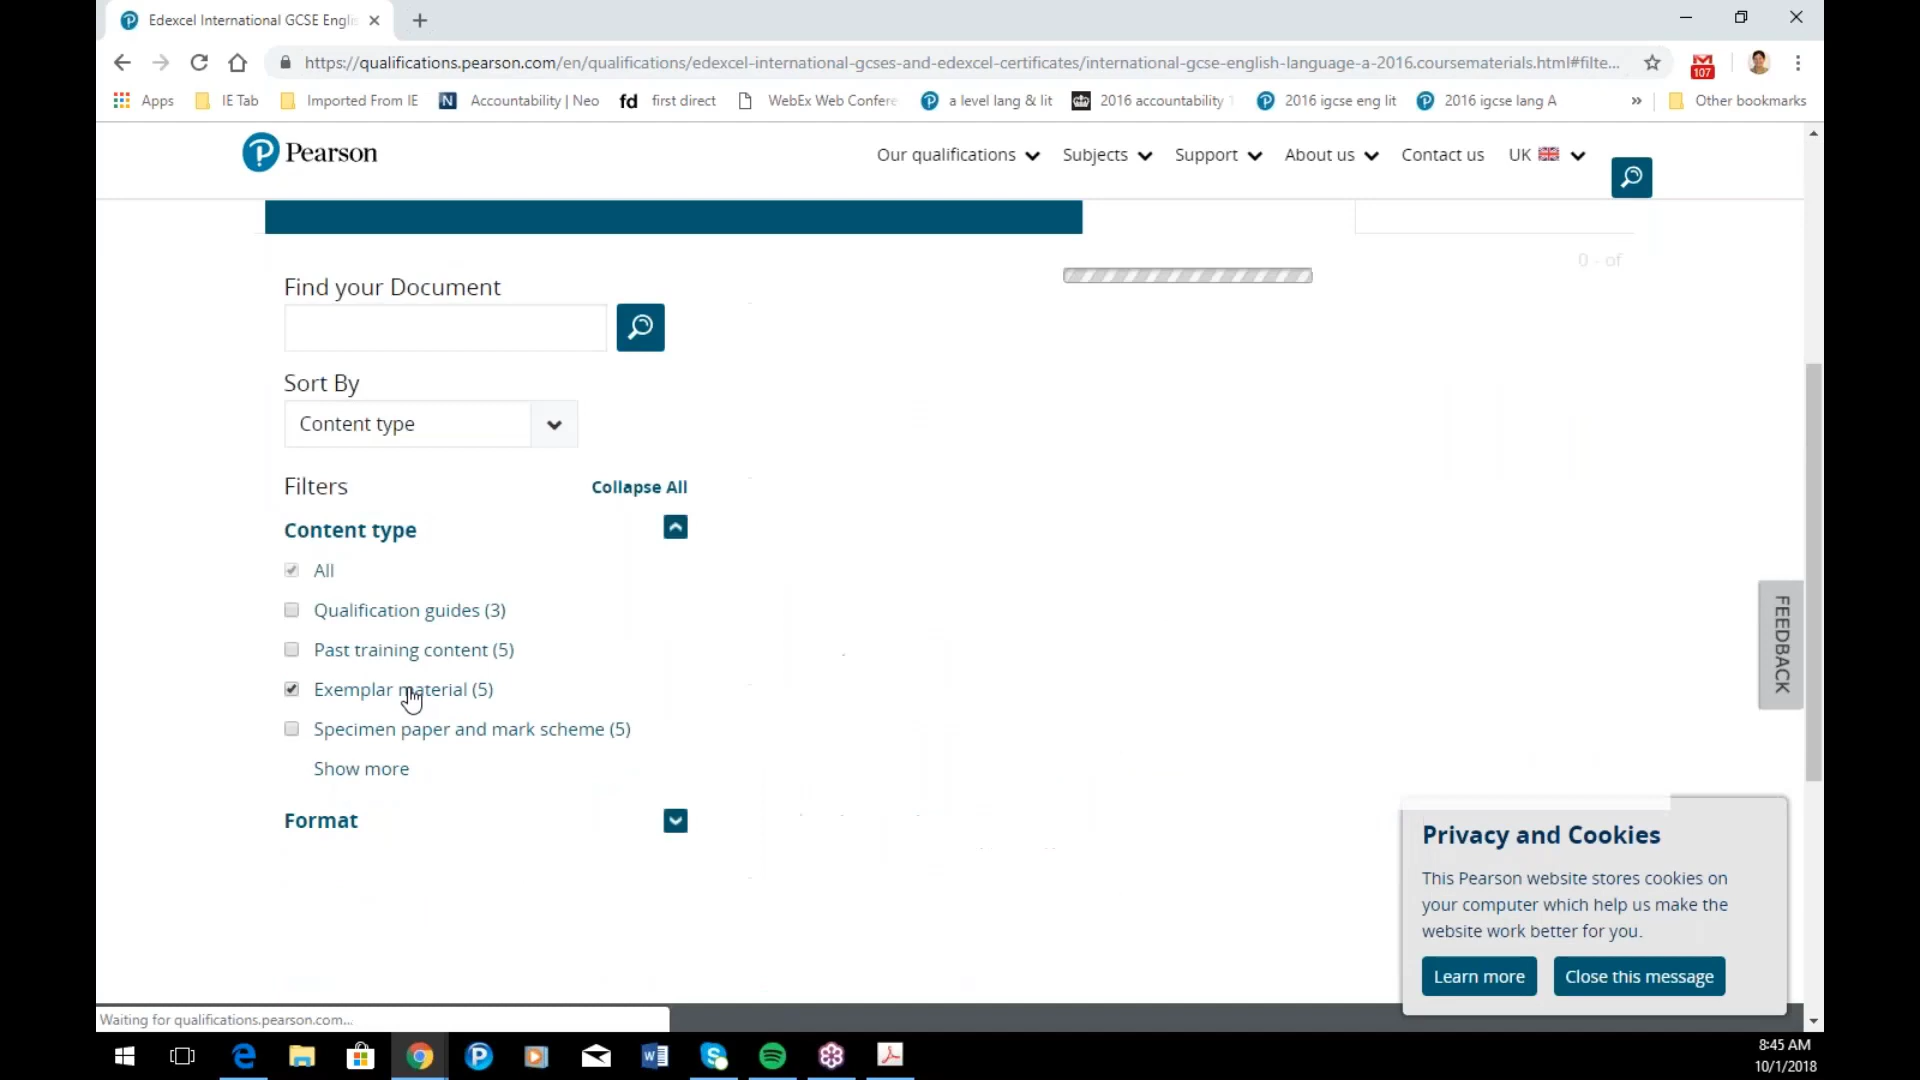 Edexcel International GCSE Engli
https://qualifications.pearson.com/en/qualifications/edexcel-international-gcses-and-edexcel-certificates/international-gcse-english-language-a-2016.coursematerials.html#filte...
107
Apps
IE Tab
Imported From IE
N
Accountability | Neo
fd
first direct
WebEx Web Confere
a level lang & lit
2016 accountability
2016 igcse eng lit
2016 igcse lang A
»
Other bookmarks
P Pearson
Our qualifications
Subjects
Support
About us
Contact us
UK
0 - of
Find your Document
Sort By
Content type
Filters
Collapse All
Content type
All
Qualification guides (3)
Past training content (5)
Exemplar material (5)
Specimen paper and mark scheme (5)
Show more
Format
FEEDBACK
Privacy and Cookies
This Pearson website stores cookies on
your computer which help us make the
website work better for you.
Learn more
Close this message
Waiting for qualifications.pearson.com...
8:45 AM
10/1/2018